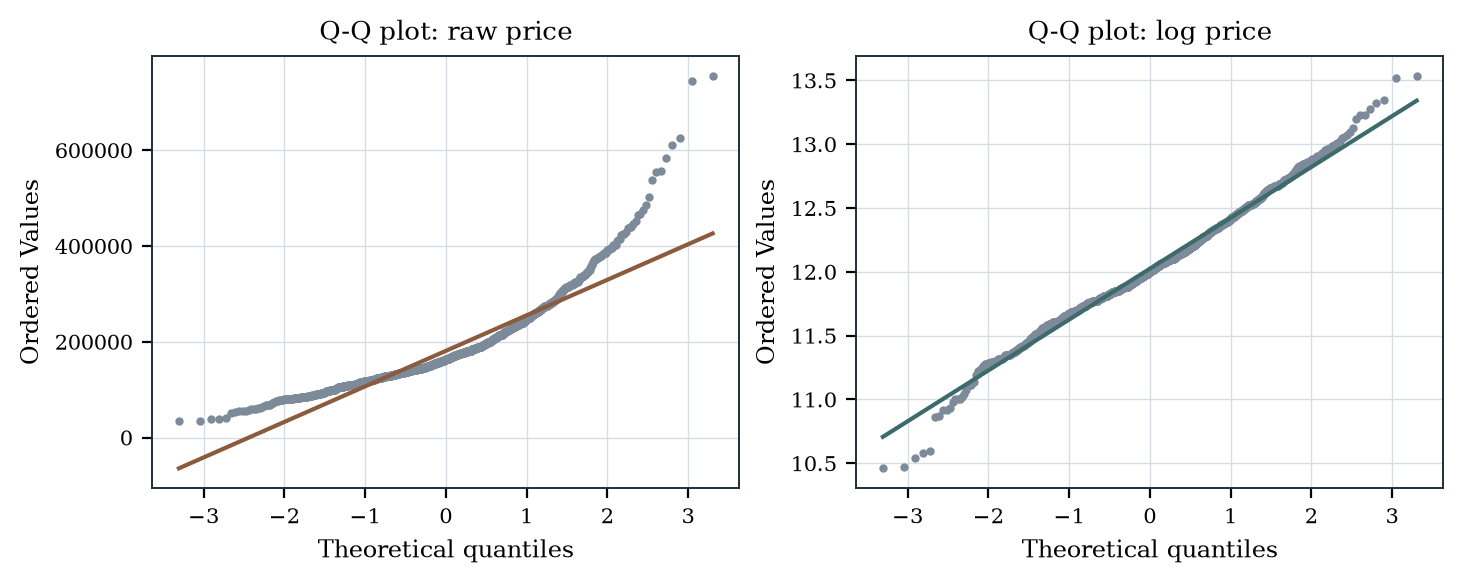 Q-Q plot: raw price
Ordered Values
600000
400000
200000
0
−3 −2 −1 0 1 2 3
Theoretical quantiles
Q-Q plot: log price
Ordered Values
13.5
13.0
12.5
12.0
11.5
11.0
10.5
−3 −2 −1 0 1 2 3
Theoretical quantiles